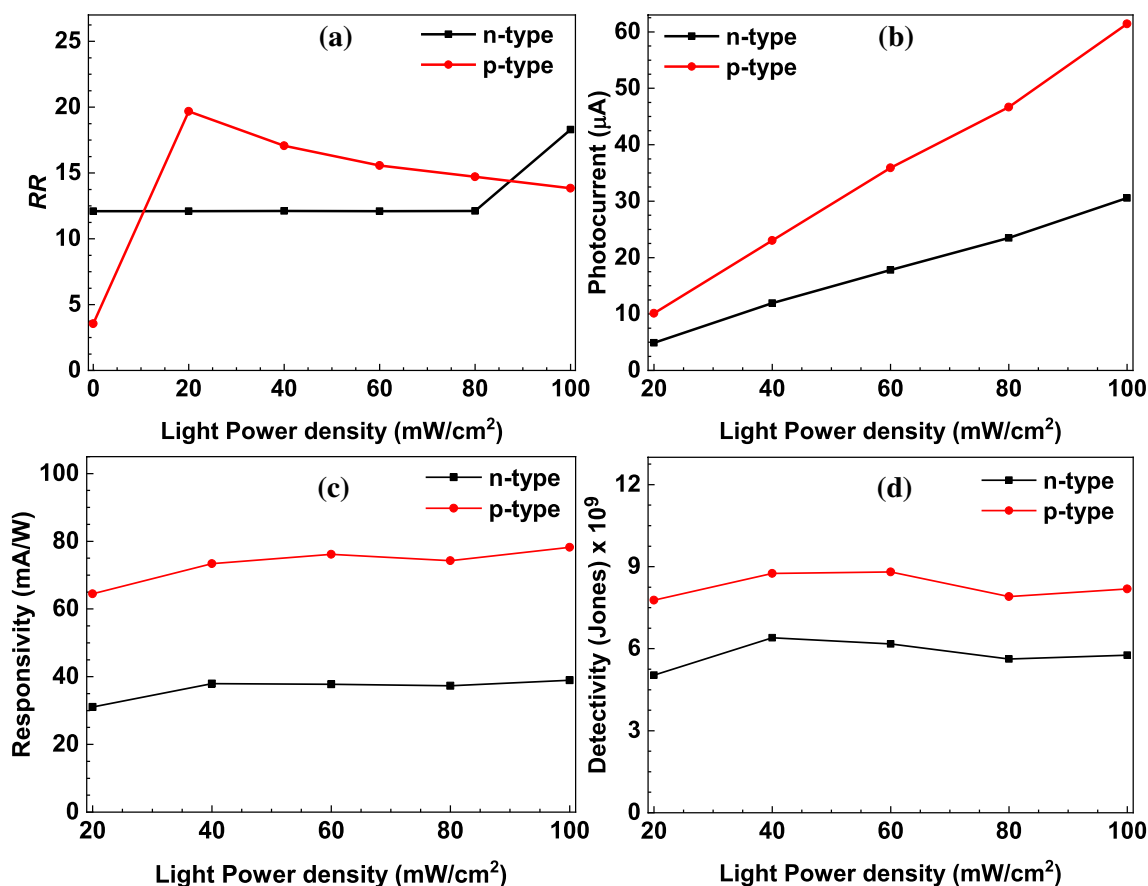 (a)
n-type
p-type
25
20
15
10
5
0
RR
0 20 40 60 80 100
Light Power density (mW/cm²)
(b)
n-type
p-type
60
50
40
30
20
10
0
Photocurrent (μA)
20 40 60 80 100
Light Power density (mW/cm²)
(c)
n-type
p-type
100
80
60
40
20
0
Responsivity (mA/W)
20 40 60 80 100
Light Power density (mW/cm²)
(d)
n-type
p-type
12
9
6
3
0
Detectivity (Jones) x 10⁹
20 40 60 80 100
Light Power density (mW/cm²)